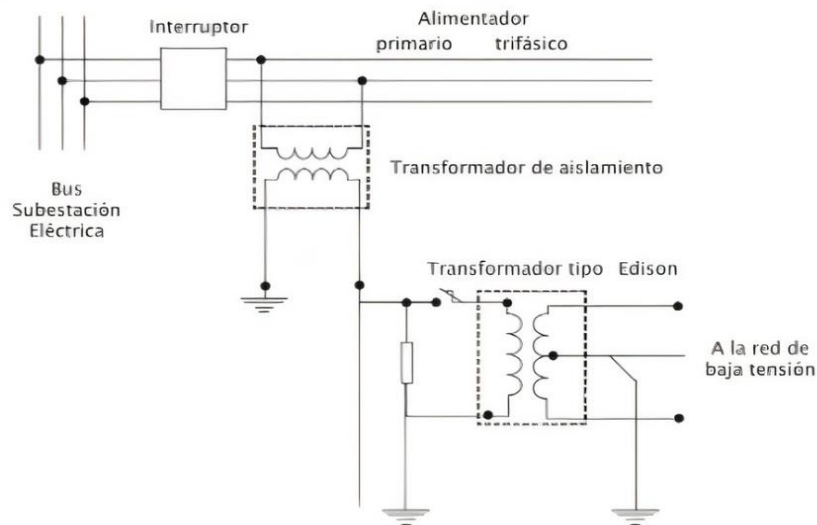 Interruptor
Alimentador
primario trifásico
Transformador de aislamiento
Bus
Subestación
Eléctrica
Transformador tipo Edison
A la red de
baja tensión